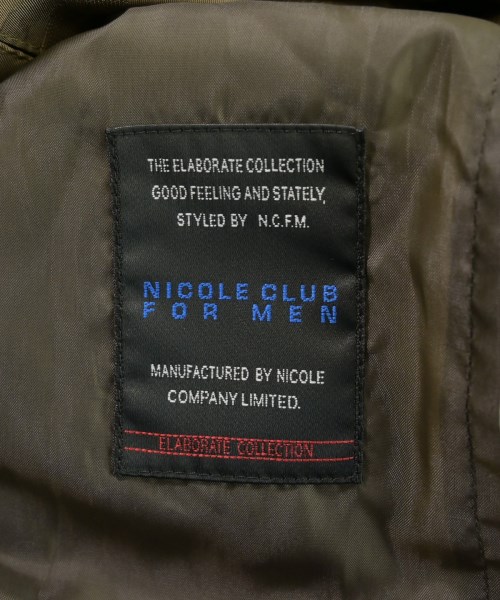 THE ELABORATE COLLECTION
GOOD FEELING AND STATELY,
STYLED BY N.C.F.M.
NICOLE CLUB
FOR MEN
MANUFACTURED BY NICOLE
COMPANY LIMITED.
ELABORATE COLLECTION